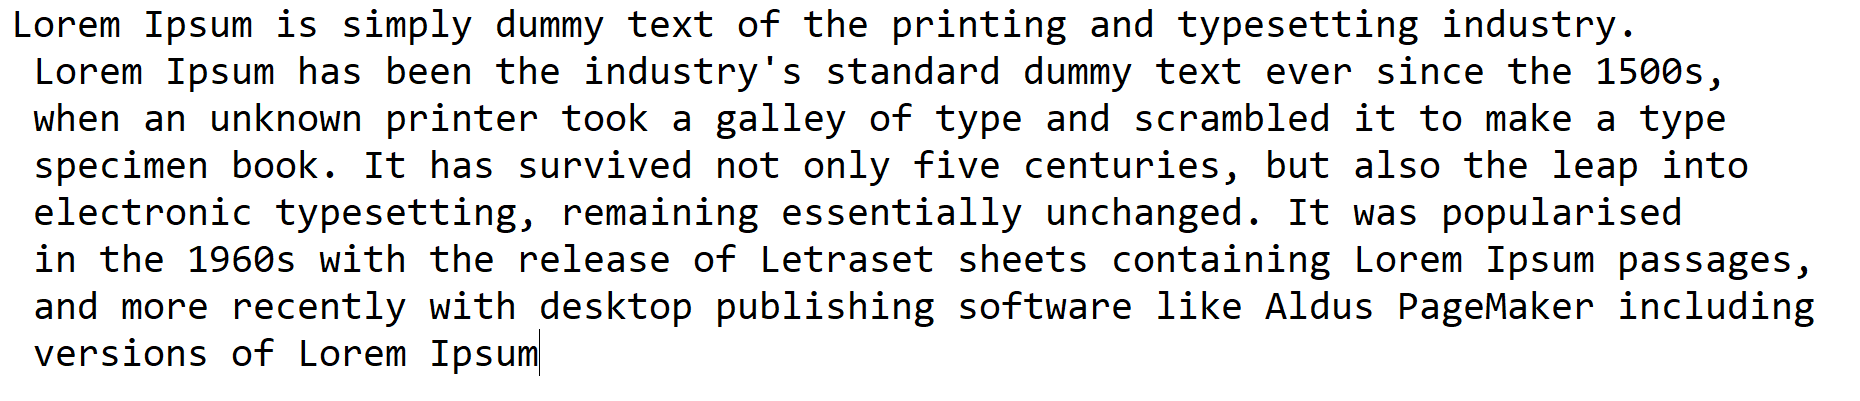 Lorem Ipsum is simply dummy text of the printing and typesetting industry.
Lorem Ipsum has been the industry's standard dummy text ever since the 1500s,
when an unknown printer took a galley of type and scrambled it to make a type
specimen book. It has survived not only five centuries, but also the leap into
electronic typesetting, remaining essentially unchanged. It was popularised
in the 1960s with the release of Letraset sheets containing Lorem Ipsum passages,
and more recently with desktop publishing software like Aldus PageMaker including
versions of Lorem Ipsum